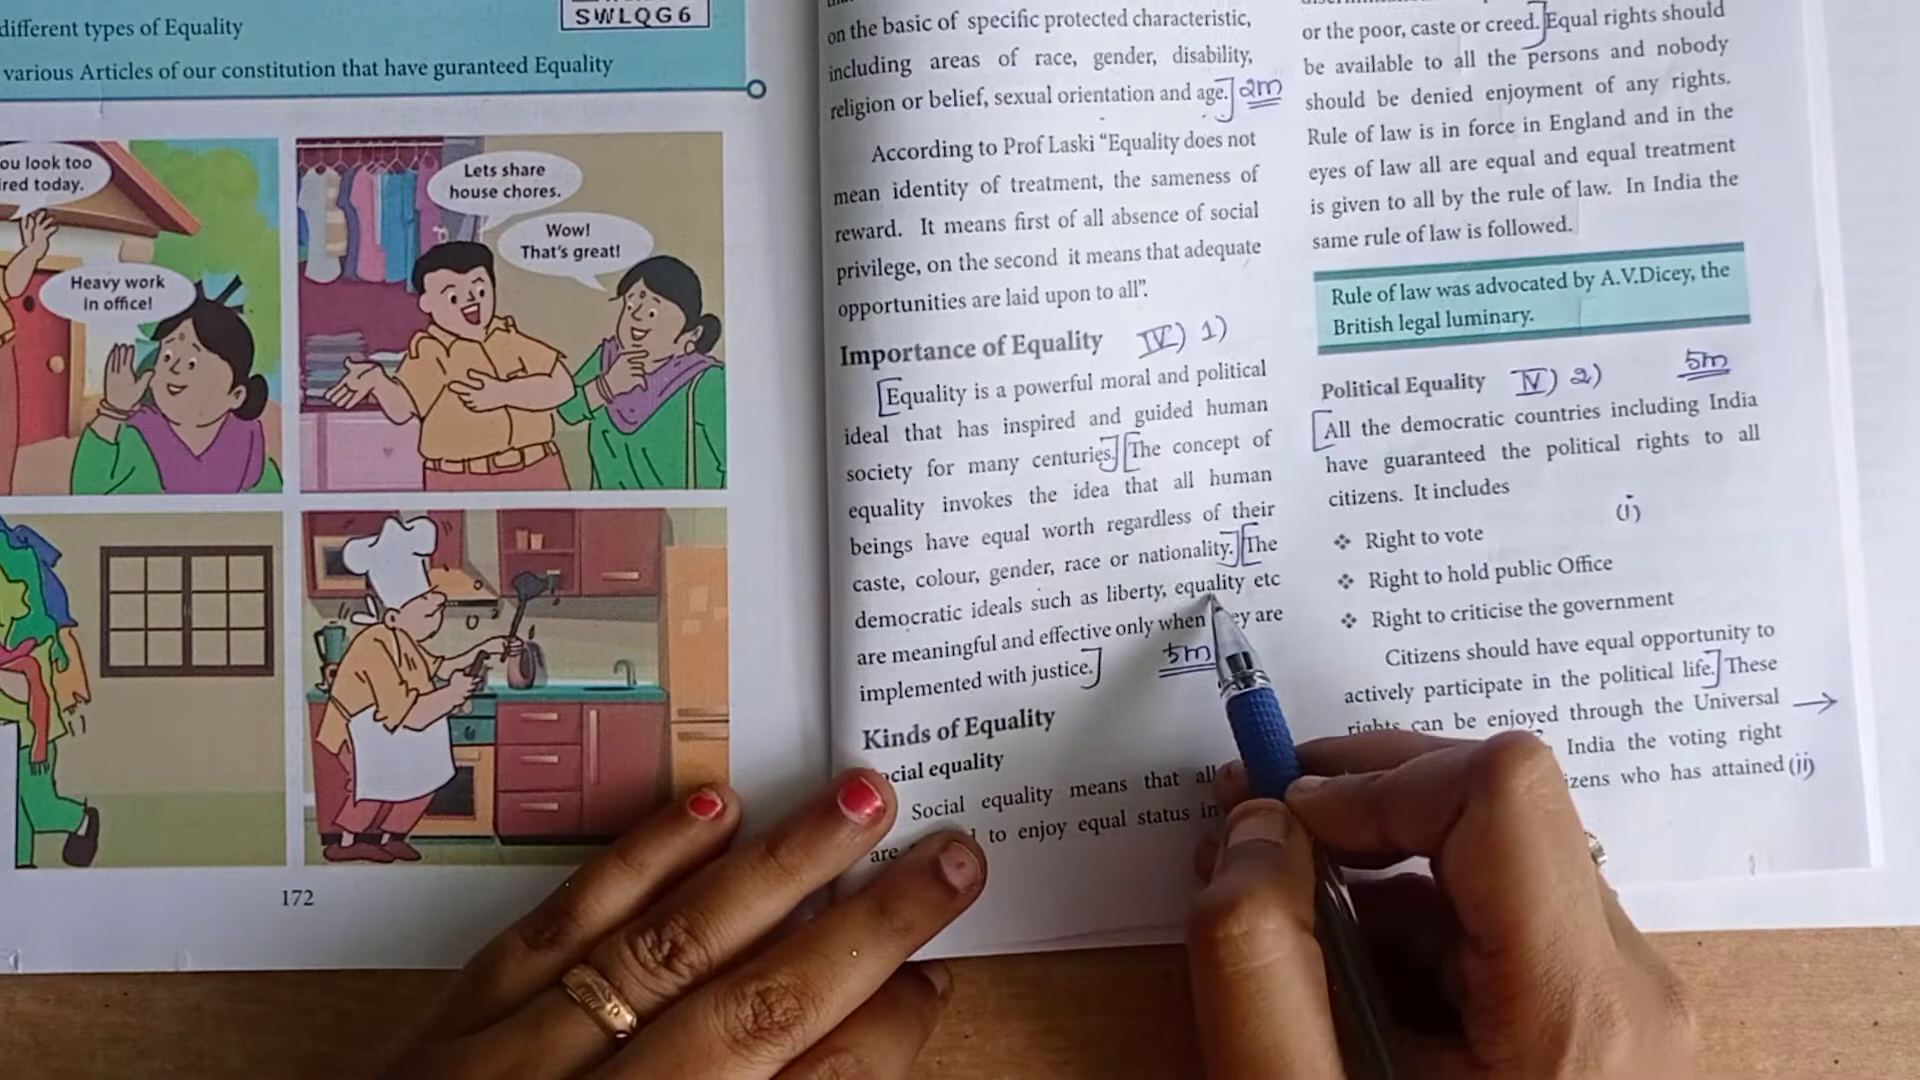 different types of Equality
SWLQG6
various Articles of our constitution that have guranteed Equality
ou look too
red today.
Heavy work
in office!
Lets share
house chores.
Wow!
That's great!
172
on the basic of specific protected characteristic,
including areas of race, gender, disability,
religion or belief, sexual orientation and age.] 2m
According to Prof Laski “Equality does not
mean identity of treatment, the sameness of
reward. It means first of all absence of social
privilege, on the second it means that adequate
opportunities are laid upon to all”.
Importance of Equality IV) 1)
[Equality is a powerful moral and political
ideal that has inspired and guided human
society for many centuries.] [The concept of
equality invokes the idea that all human
beings have equal worth regardless of their
caste, colour, gender, race or nationality.] [The
democratic ideals such as liberty, equality etc
are meaningful and effective only when ey are
implemented with justice.] 5m
Kinds of Equality
cial equality
Social equality means that all
are to enjoy equal status in
or the poor, caste or creed.] Equal rights should
be available to all the persons and nobody
should be denied enjoyment of any rights.
Rule of law is in force in England and in the
eyes of law all are equal and equal treatment
is given to all by the rule of law. In India the
same rule of law is followed.
Rule of law was advocated by A.V.Dicey, the
British legal luminary.
Political Equality IV) 2) 5m
[All the democratic countries including India
have guaranteed the political rights to all
citizens. It includes
(i)
❖ Right to vote
❖ Right to hold public Office
❖ Right to criticise the government
Citizens should have equal opportunity to
actively participate in the political life.] These
rights can be enjoyed through the Universal →
India the voting right
izens who has attained (ii)